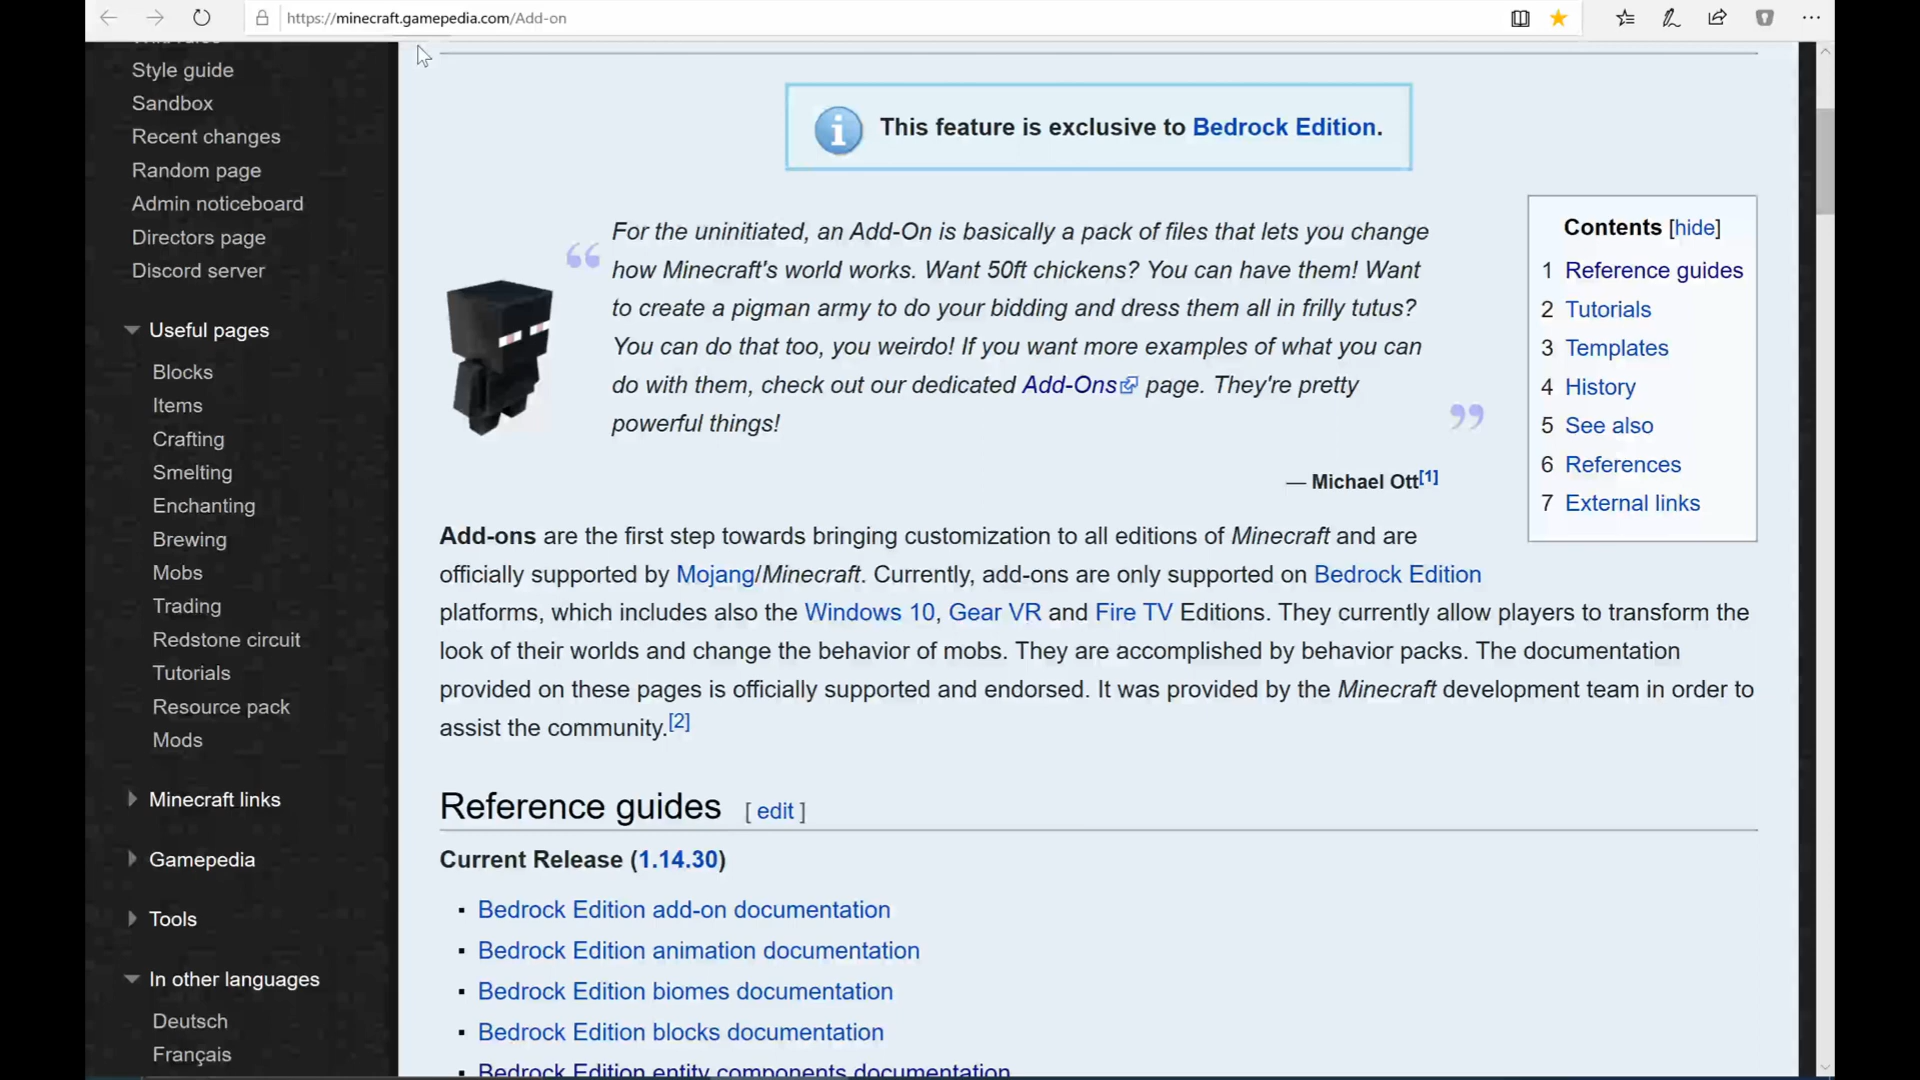 https://minecraft.gamepedia.com/Add-on
Style guide
Sandbox
Recent changes
Random page
Admin noticeboard
Directors page
Discord server
Useful pages
Blocks
Items
Crafting
Smelting
Enchanting
Brewing
Mobs
Trading
Redstone circuit
Tutorials
Resource pack
Mods
Minecraft links
Gamepedia
Tools
In other languages
Deutsch
Français
This feature is exclusive to Bedrock Edition.
“ For the uninitiated, an Add-On is basically a pack of files that lets you change
how Minecraft's world works. Want 50ft chickens? You can have them! Want
to create a pigman army to do your bidding and dress them all in frilly tutus?
You can do that too, you weirdo! If you want more examples of what you can
do with them, check out our dedicated Add-Ons page. They're pretty
powerful things! ”
— Michael Ott[1]
Contents [hide]
1 Reference guides
2 Tutorials
3 Templates
4 History
5 See also
6 References
7 External links
Add-ons are the first step towards bringing customization to all editions of Minecraft and are
officially supported by Mojang/Minecraft. Currently, add-ons are only supported on Bedrock Edition
platforms, which includes also the Windows 10, Gear VR and Fire TV Editions. They currently allow players to transform the
look of their worlds and change the behavior of mobs. They are accomplished by behavior packs. The documentation
provided on these pages is officially supported and endorsed. It was provided by the Minecraft development team in order to
assist the community.[2]
Reference guides [ edit ]
Current Release (1.14.30)
▪ Bedrock Edition add-on documentation
▪ Bedrock Edition animation documentation
▪ Bedrock Edition biomes documentation
▪ Bedrock Edition blocks documentation
▪ Bedrock Edition entity components documentation